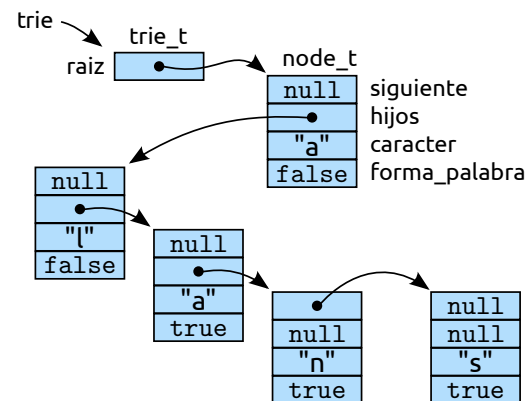 trie
trie_t
raiz
node_t
null siguiente
hijos
"a" caracter
false forma_palabra
null
"l"
false
null
"a"
true
null
"n"
true
null
null
"s"
true